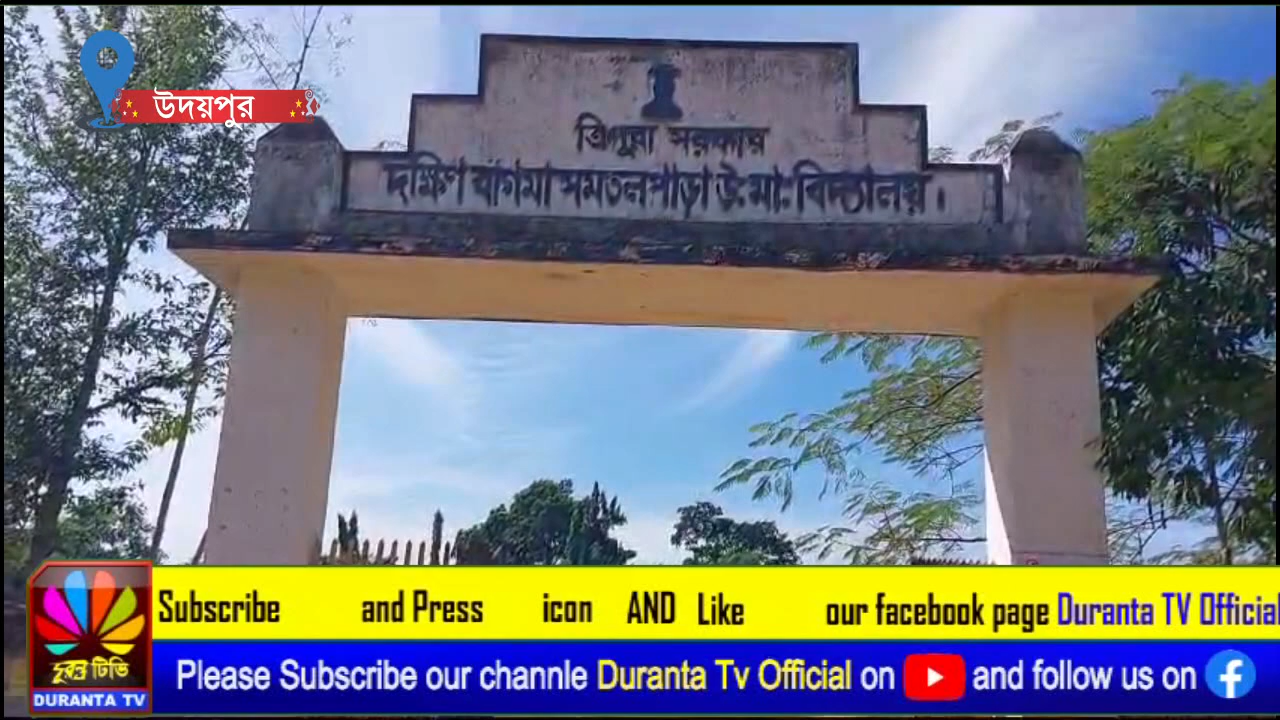 উদয়পুর
ত্রিপুরা সরকার
দক্ষিণ বাগমা সমতলপাড়া উঃমাঃ বিদ্যালয়।
Subscribe and Press icon AND Like our facebook page Duranta TV Official
দুরন্ত টিভি
DURANTA TV
Please Subscribe our channle Duranta Tv Official on and follow us on